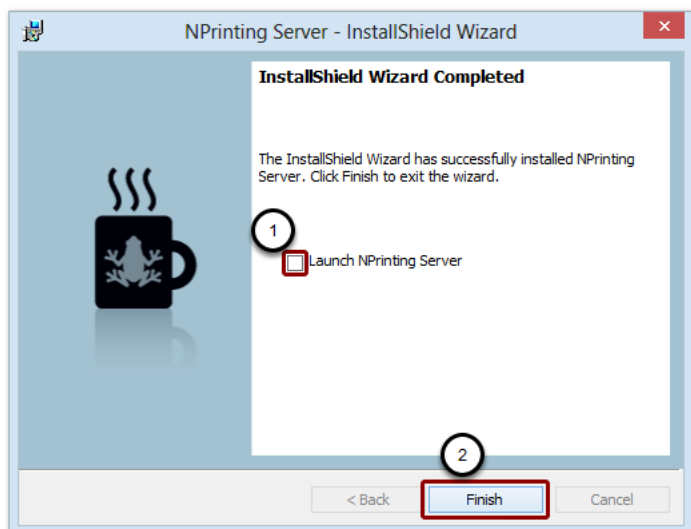 NPrinting Server - InstallShield Wizard
InstallShield Wizard Completed
The InstallShield Wizard has successfully installed NPrinting
Server. Click Finish to exit the wizard.
1
Launch NPrinting Server
2
< Back Finish Cancel